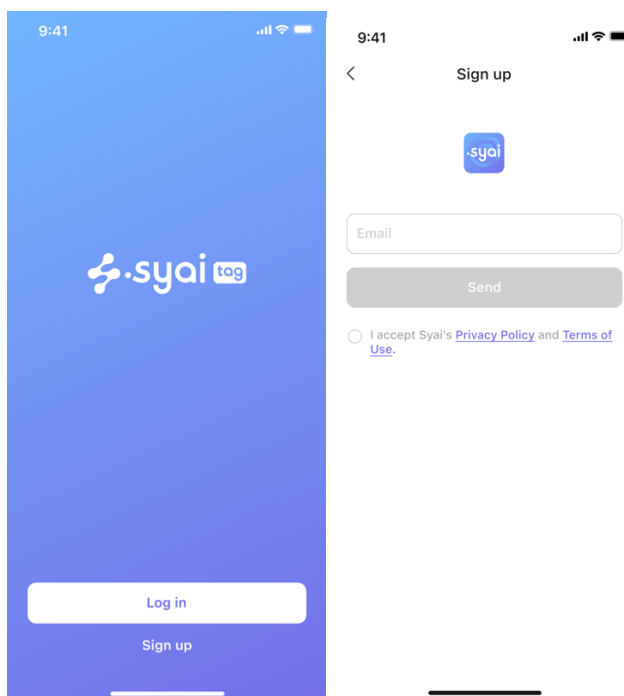 9:41
.syai tag
Log in
Sign up
9:41
Sign up
.syai
Email
Send
I accept Syai's Privacy Policy and Terms of
Use.